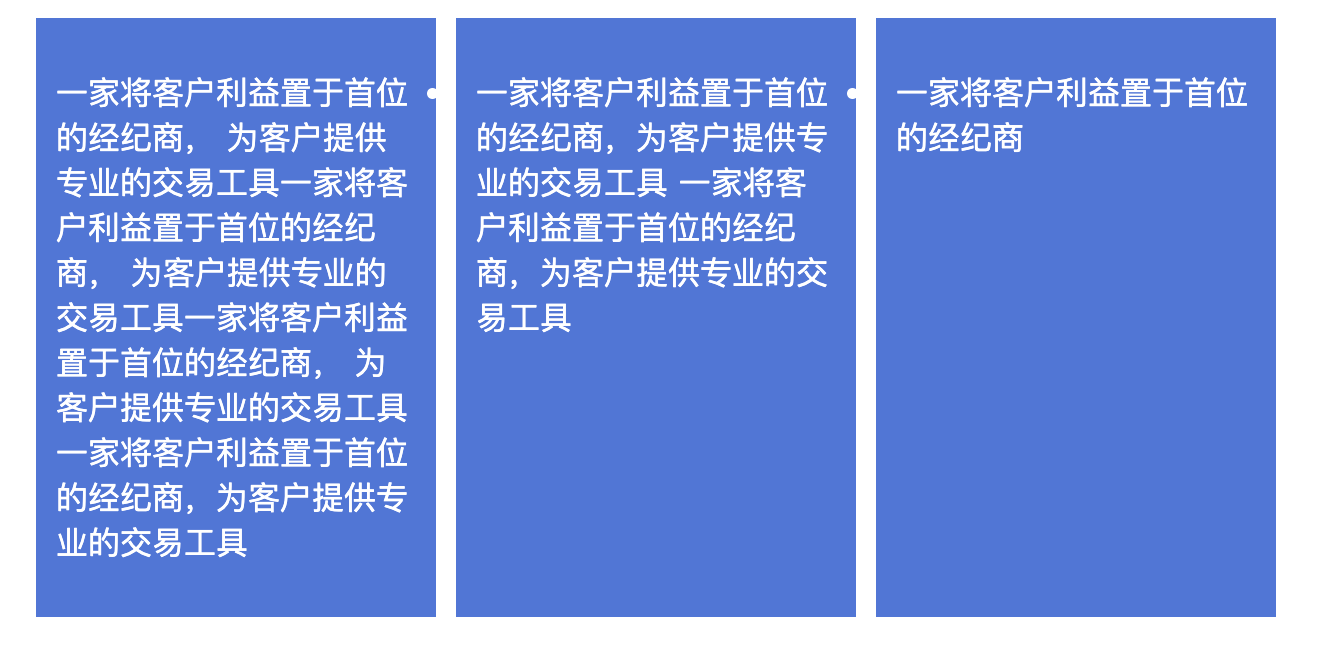 一家将客户利益置于首位
的经纪商， 为客户提供
专业的交易工具一家将客
户利益置于首位的经纪
商， 为客户提供专业的
交易工具一家将客户利益
置于首位的经纪商， 为
客户提供专业的交易工具
一家将客户利益置于首位
的经纪商，为客户提供专
业的交易工具
一家将客户利益置于首位
的经纪商，为客户提供专
业的交易工具 一家将客
户利益置于首位的经纪
商，为客户提供专业的交
易工具
一家将客户利益置于首位
的经纪商